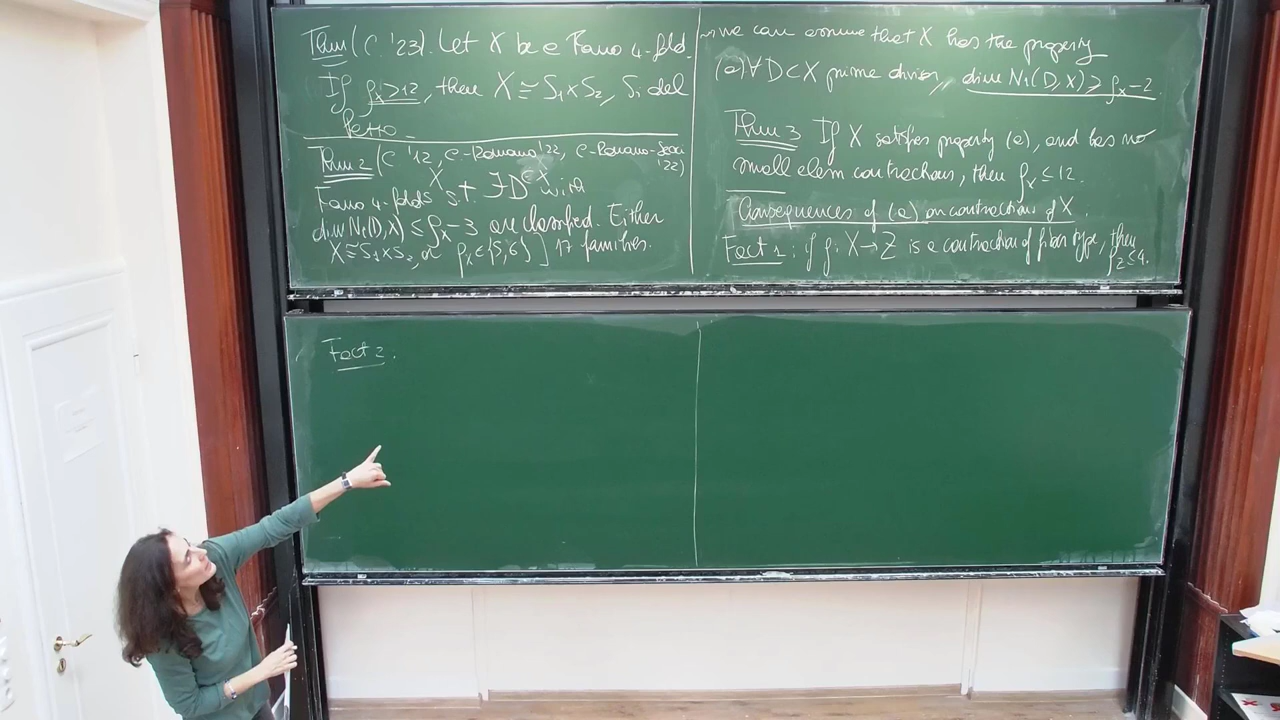 Thm (C. '23). Let X be a Fano 4-fold.
If ρ_X > 12, then X ≅ S_1×S_2, S_i del
Pezzo.
Thm 2 (C '12, C-Romano '22, C-Romano-Secci '22)
Fano 4-folds X s.t. ∃ D⊂X with
dim N_1(D,X) ≤ ρ_X-3 are classified. Either
X ≅ S_1×S_2, or ρ_X ∈ {5,6} ] 17 families.
⇝ we can assume that X has the property
(a) ∀ D⊂X prime divisor, dim N_1(D,X) ≥ ρ_X-2.
Thm 3 If X satisfies property (a), and has no
small elem contractions, then ρ_X ≤ 12.
Consequences of (a) on contractions of X
Fact 1: if f: X→Z is a contraction of fiber type, then ρ_Z ≤ 4.
Fact 2.